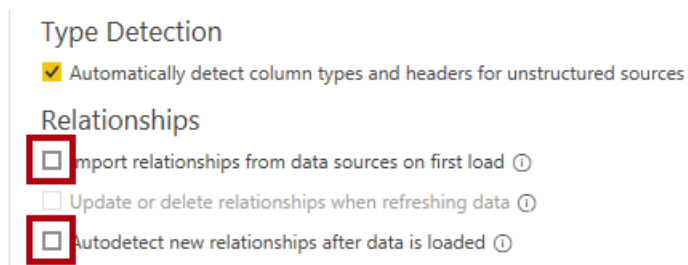 Type Detection
Automatically detect column types and headers for unstructured sources
Relationships
mport relationships from data sources on first load
Update or delete relationships when refreshing data
Autodetect new relationships after data is loaded